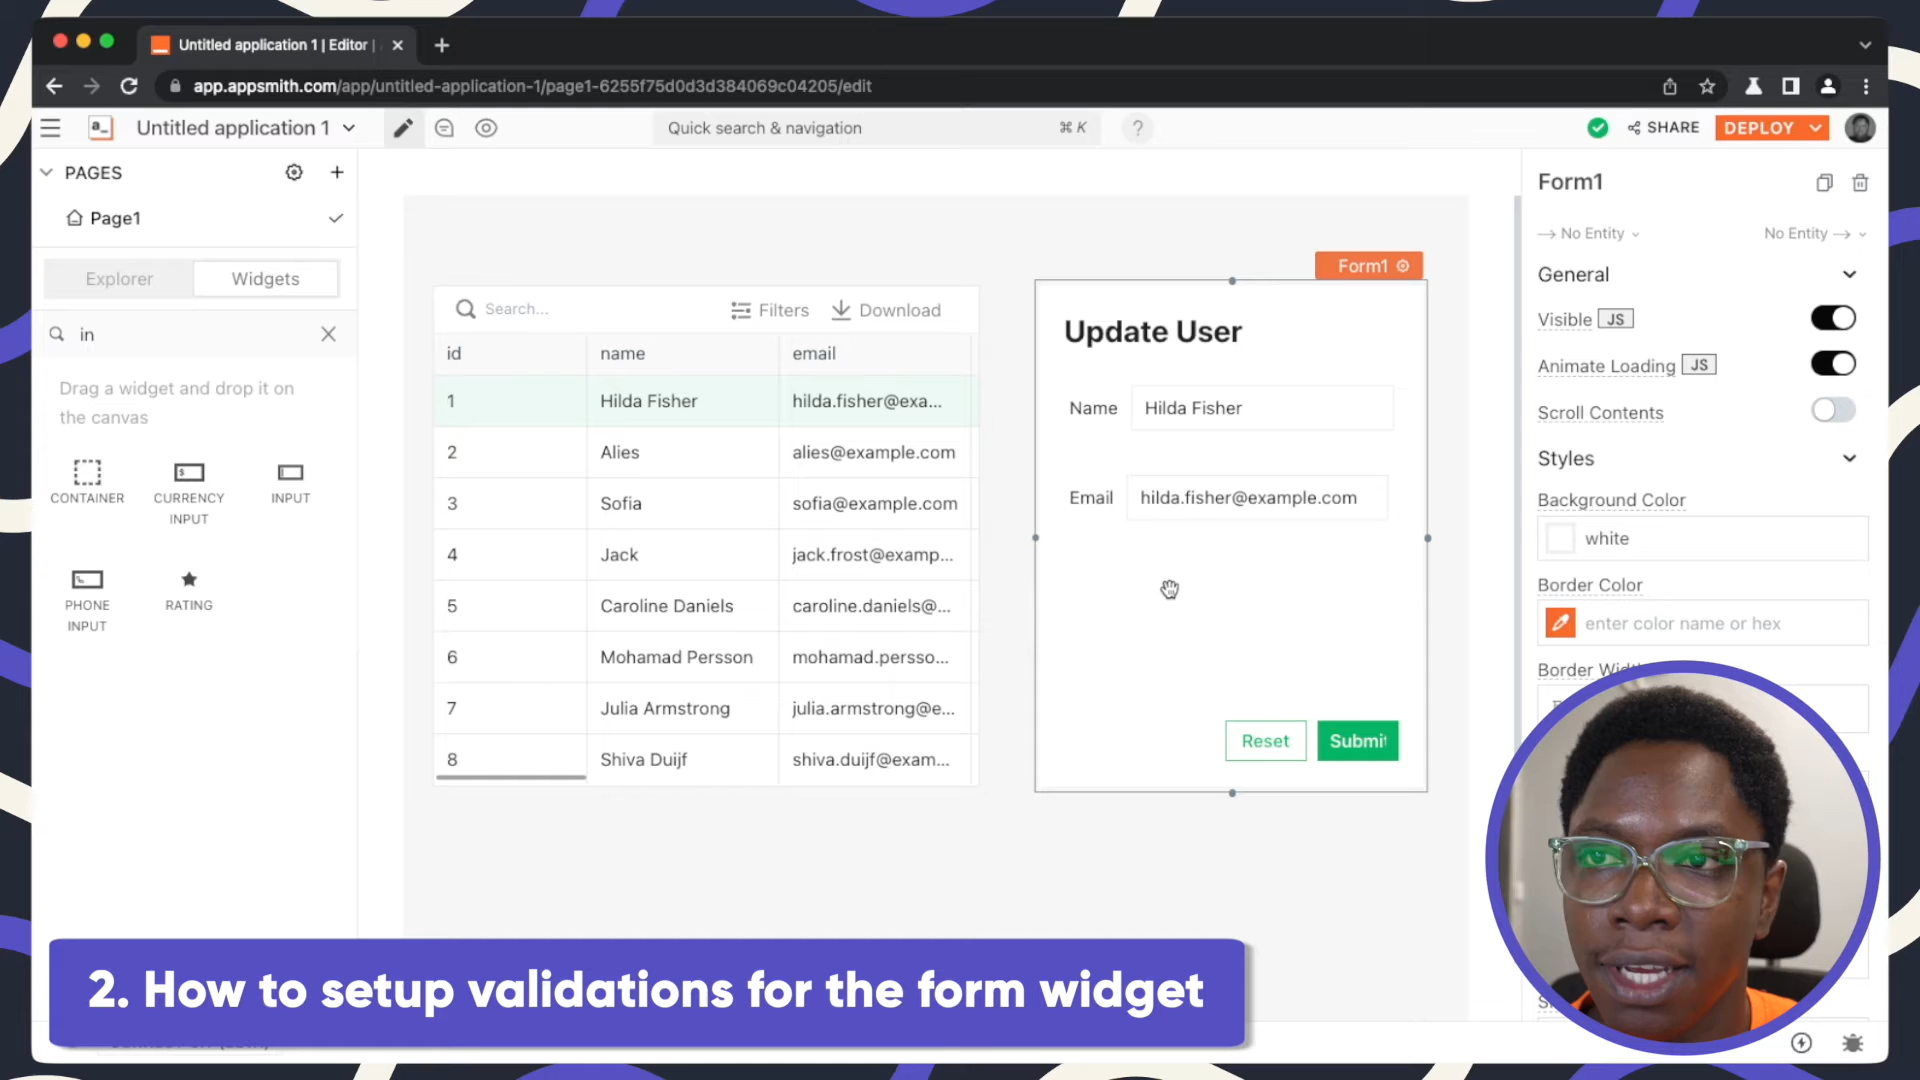 Untitled application 1 | Editor |
app.appsmith.com/app/untitled-application-1/page1-6255f75d0d3d384069c04205/edit
a_
Untitled application 1
Quick search & navigation
⌘ K
?
SHARE
DEPLOY
PAGES
Page1
Explorer
Widgets
in
Drag a widget and drop it on
the canvas
CONTAINER
CURRENCY
INPUT
INPUT
PHONE
INPUT
RATING
Search...
Filters
Download
id name email
1 Hilda Fisher hilda.fisher@exa...
2 Alies alies@example.com
3 Sofia sofia@example.com
4 Jack jack.frost@examp...
5 Caroline Daniels caroline.daniels@...
6 Mohamad Persson mohamad.persso...
7 Julia Armstrong julia.armstrong@e...
8 Shiva Duijf shiva.duijf@exam...
Form1
Update User
Name Hilda Fisher
Email hilda.fisher@example.com
Reset
Submit
Form1
No Entity
No Entity
General
Visible JS
Animate Loading JS
Scroll Contents
Styles
Background Color
white
Border Color
enter color name or hex
2. How to setup validations for the form widget